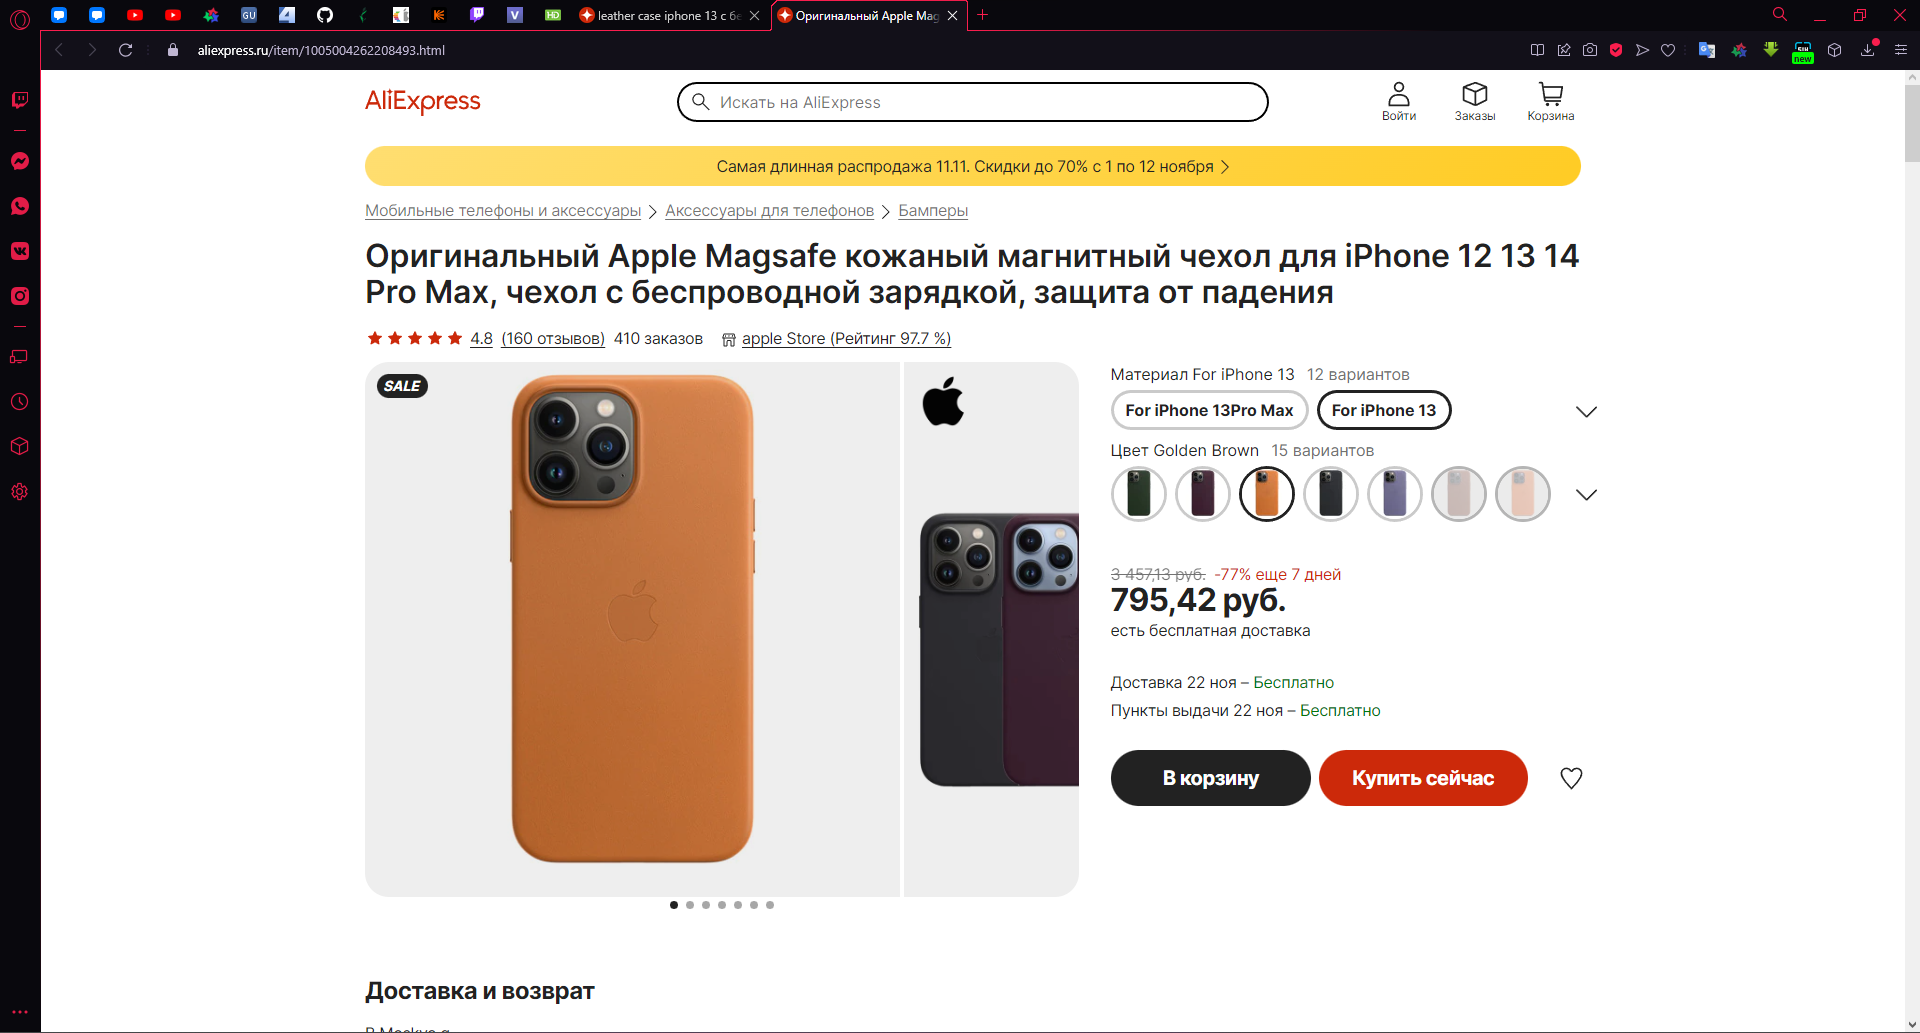 GU
4
V
HD
leather case iphone 13 с бе
Оригинальный Apple Mag
aliexpress.ru/item/1005004262208493.html
new
AliExpress
Искать на AliExpress
Войти
Заказы
Корзина
Самая длинная распродажа 11.11. Скидки до 70% с 1 по 12 ноября
Мобильные телефоны и аксессуары
Аксессуары для телефонов
Бамперы
Оригинальный Apple Magsafe кожаный магнитный чехол для iPhone 12 13 14
Pro Max, чехол с беспроводной зарядкой, защита от падения
4.8 (160 отзывов) 410 заказов apple Store (Рейтинг 97.7 %)
SALE
Материал For iPhone 13 12 вариантов
For iPhone 13Pro Max
For iPhone 13
Цвет Golden Brown 15 вариантов
3 457,13 руб. -77% еще 7 дней
795,42 руб.
есть бесплатная доставка
Доставка 22 ноя – Бесплатно
Пункты выдачи 22 ноя – Бесплатно
В корзину
Купить сейчас
Доставка и возврат